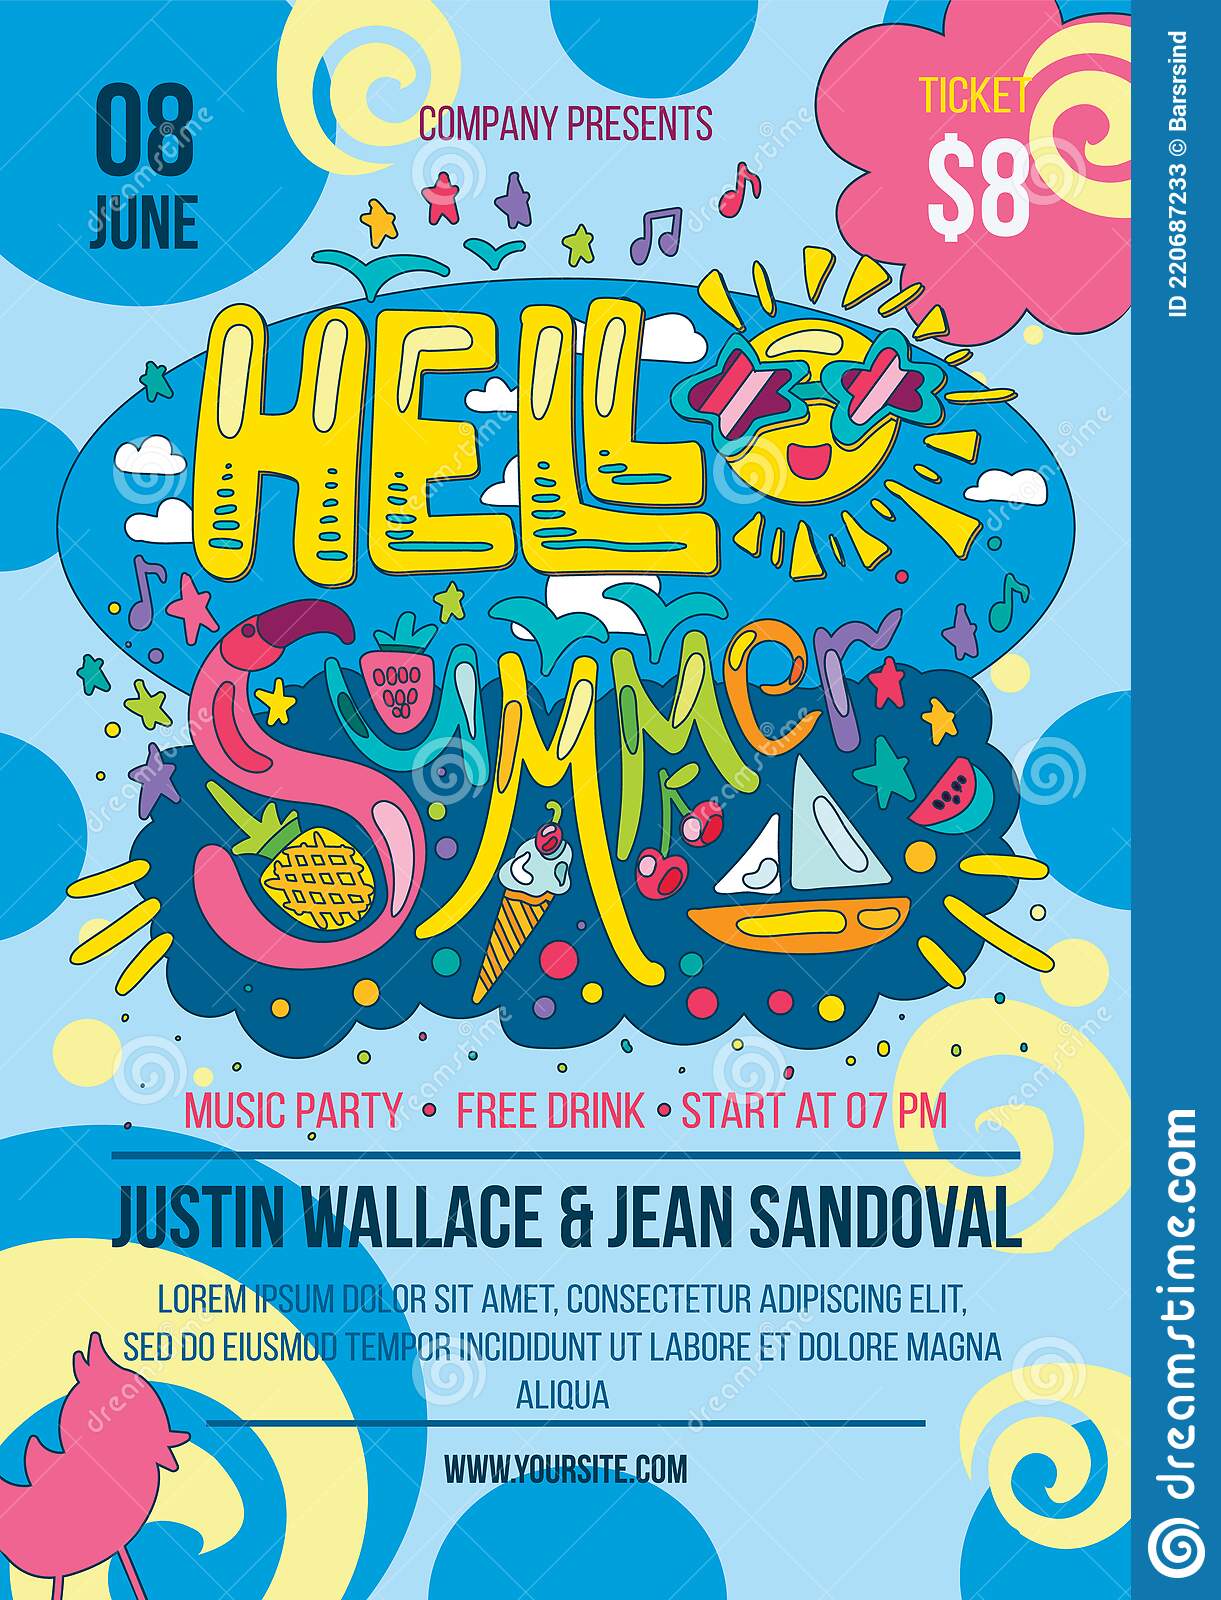 08
JUNE
COMPANY PRESENTS
TICKET
$8
HELLO
Summer
MUSIC PARTY • FREE DRINK • START AT 07 PM
JUSTIN WALLACE & JEAN SANDOVAL
LOREM IPSUM DOLOR SIT AMET, CONSECTETUR ADIPISCING ELIT,
SED DO EIUSMOD TEMPOR INCIDIDUNT UT LABORE ET DOLORE MAGNA
ALIQUA
WWW.YOURSITE.COM
ID 220687233 © Barsrsind
dreamstime.com
dreamstime